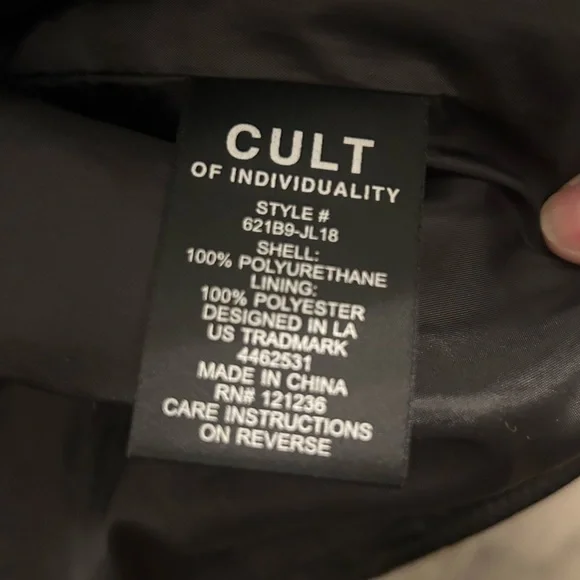 CULT
OF INDIVIDUALITY
STYLE #
621B9-JL18
SHELL:
100% POLYURETHANE
LINING:
100% POLYESTER
DESIGNED IN LA
US TRADMARK
4462531
MADE IN CHINA
RN# 121236
CARE INSTRUCTIONS
ON REVERSE